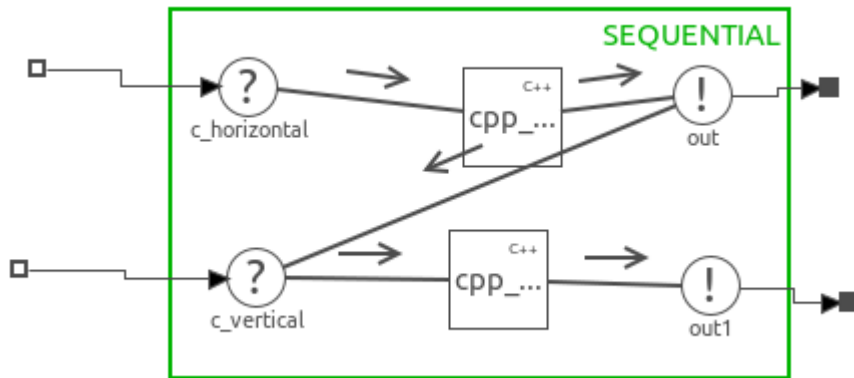 SEQUENTIAL
?
C++
cpp_...
!
c_horizontal
out
?
C++
cpp_...
!
c_vertical
out1